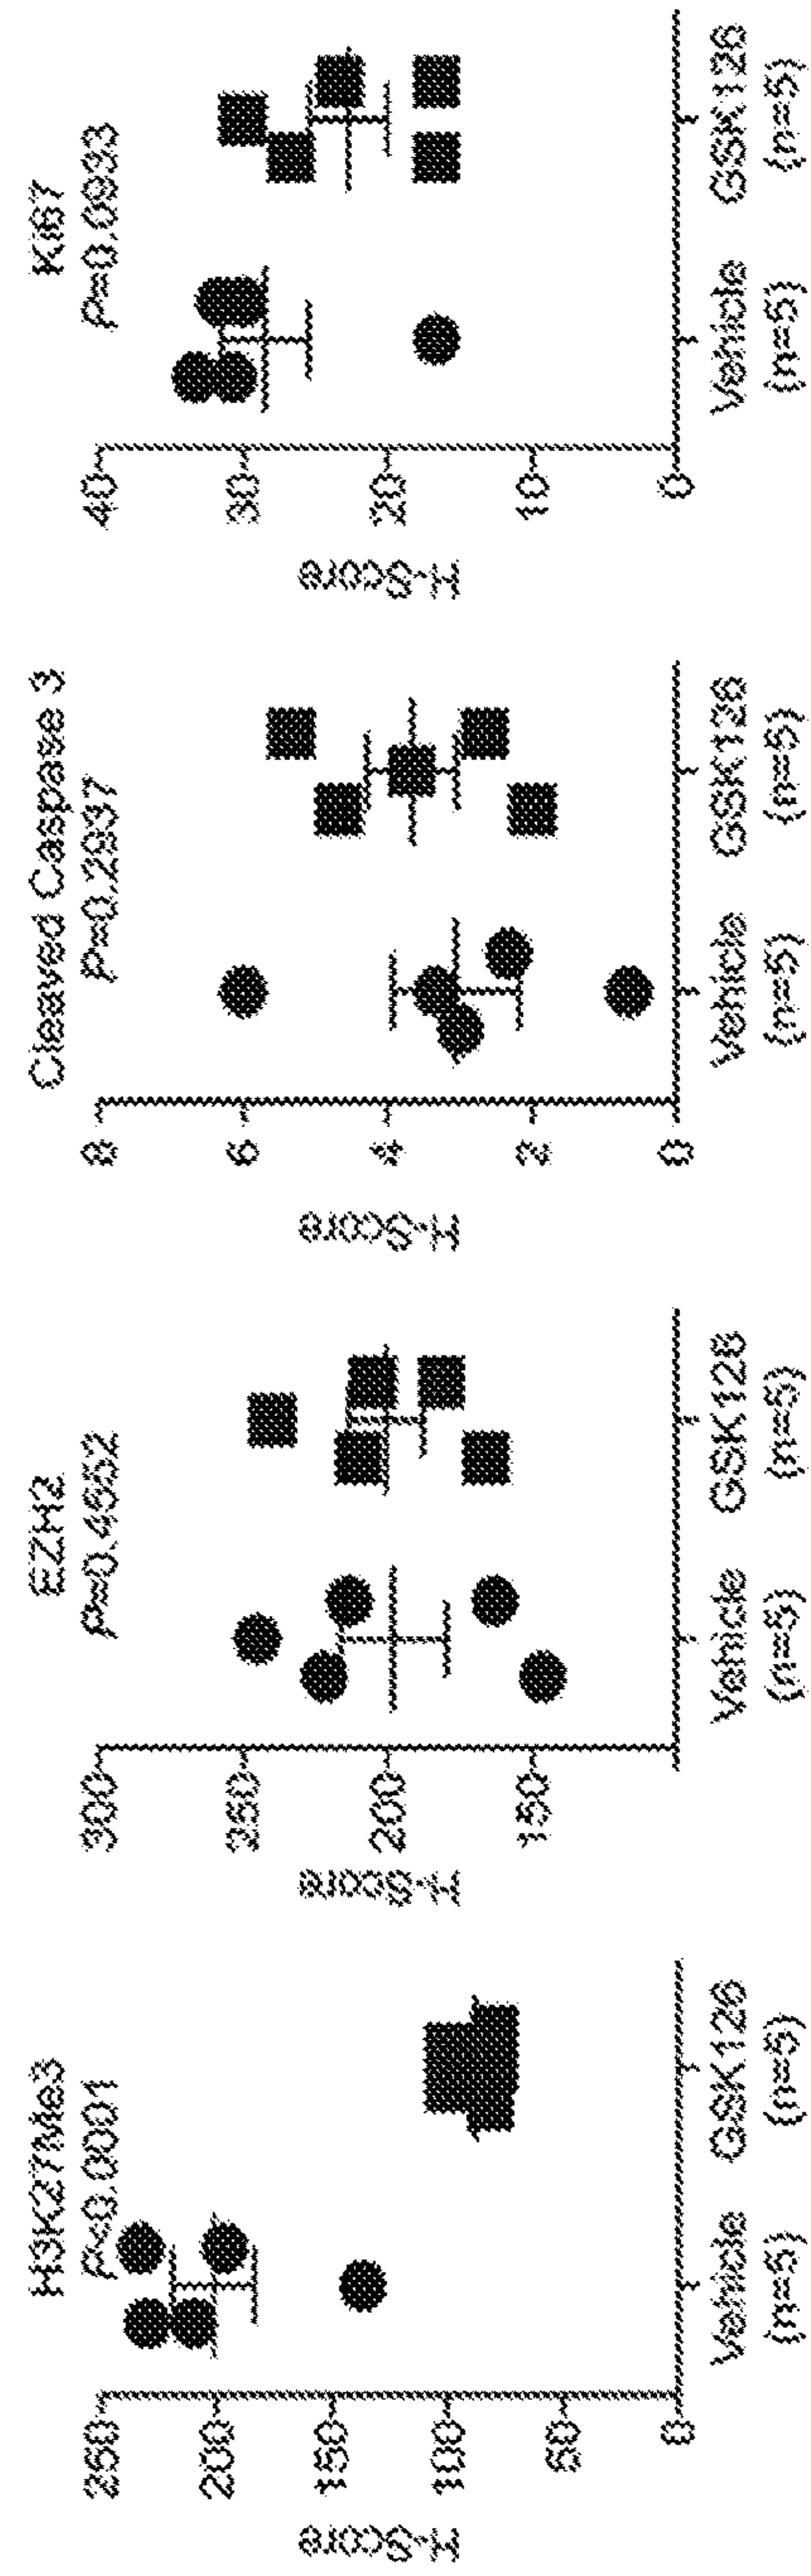 H3K27Me3
P<0.0001
H-Score
250
200
150
100
50
0
Vehicle
(n=5)
GSK126
(n=5)
EZH2
P=0.4552
H-Score
300
250
200
150
Vehicle
(n=5)
GSK126
(n=5)
Cleaved Caspase 3
P=0.2937
H-Score
8
6
4
2
0
Vehicle
(n=5)
GSK126
(n=5)
Ki67
P=0.0933
H-Score
40
30
20
10
0
Vehicle
(n=5)
GSK126
(n=5)